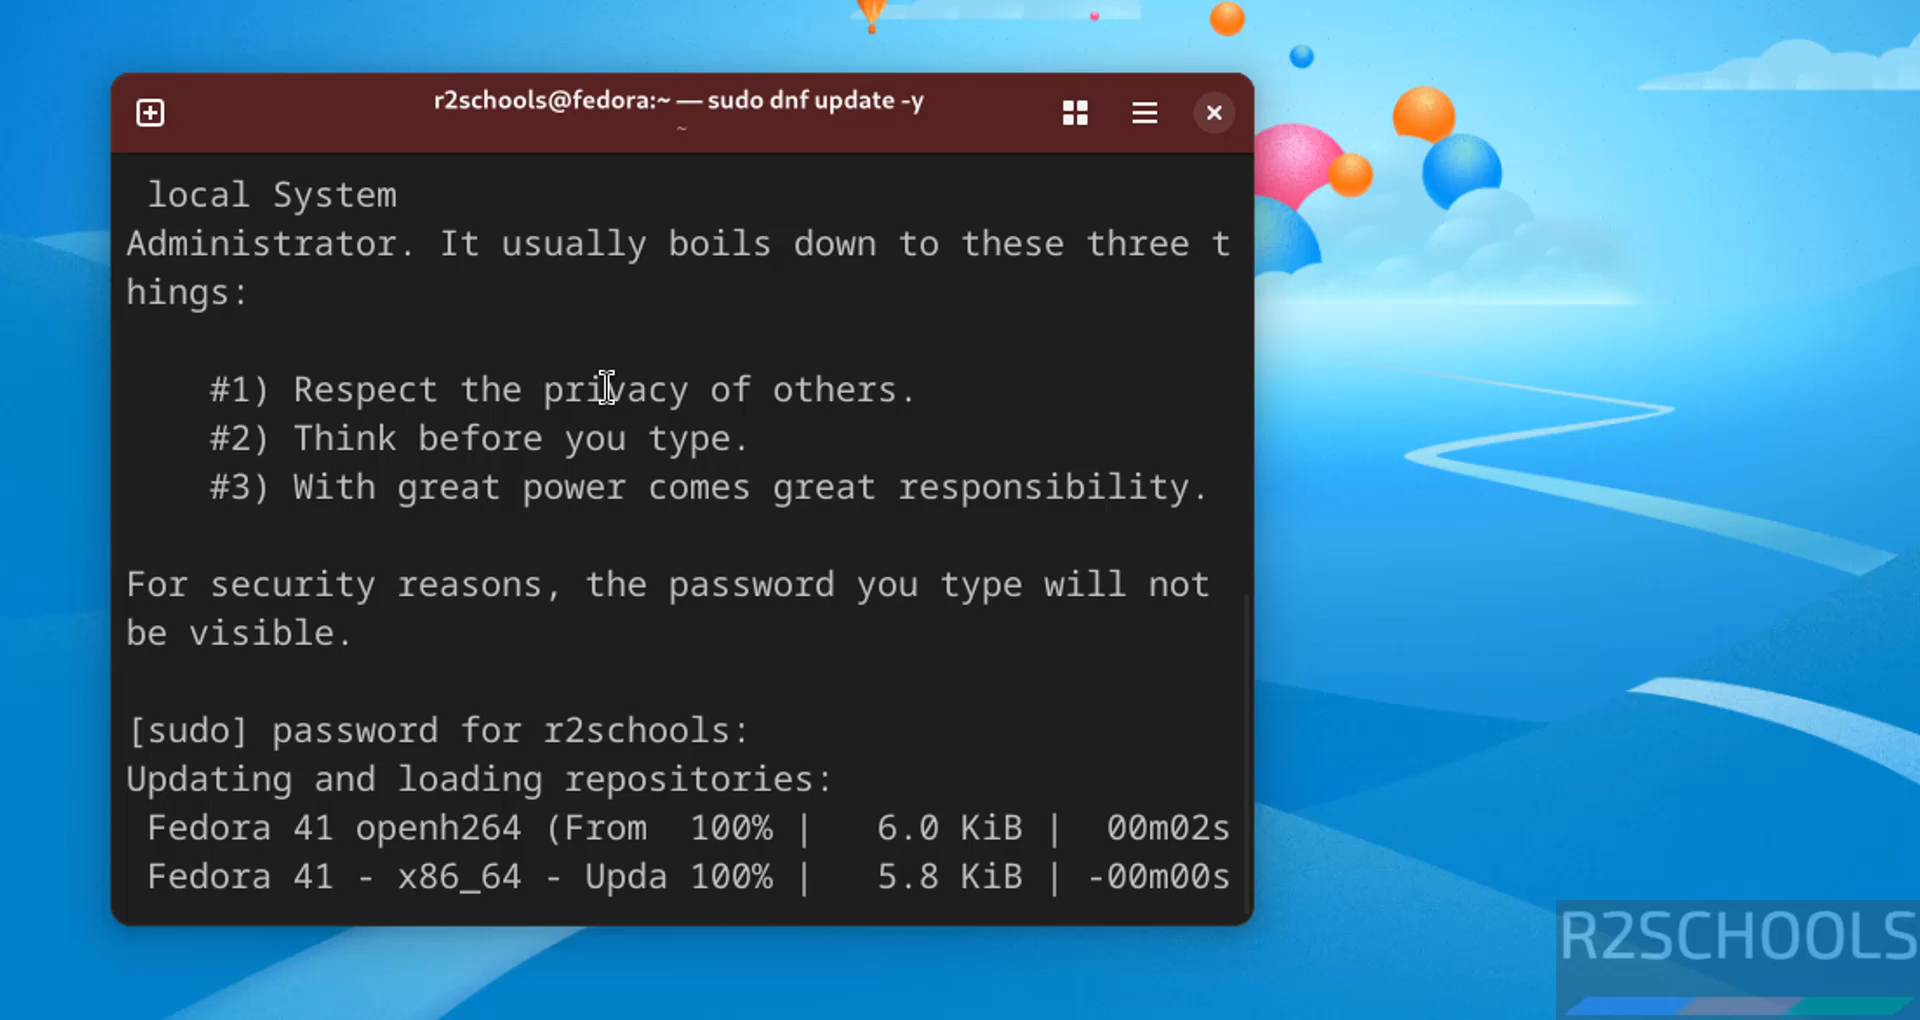 r2schools@fedora:~ — sudo dnf update -y
~
local System
Administrator. It usually boils down to these three t
hings:
#1) Respect the privacy of others.
#2) Think before you type.
#3) With great power comes great responsibility.
For security reasons, the password you type will not
be visible.
[sudo] password for r2schools:
Updating and loading repositories:
Fedora 41 openh264 (From  100% |   6.0 KiB |  00m02s
Fedora 41 - x86_64 - Upda 100% |   5.8 KiB | -00m00s
R2SCHOOLS